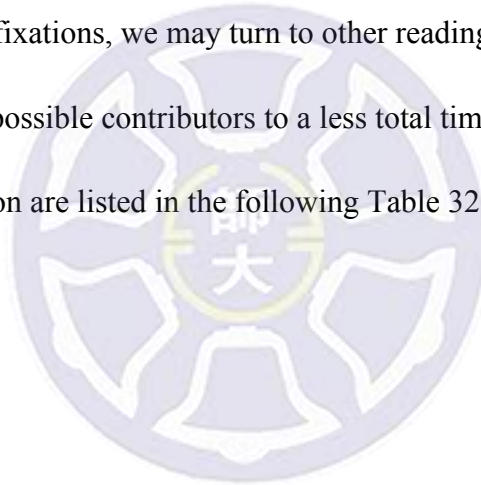 fixations, we may turn to other reading
possible contributors to a less total tim
on are listed in the following Table 32
師
大